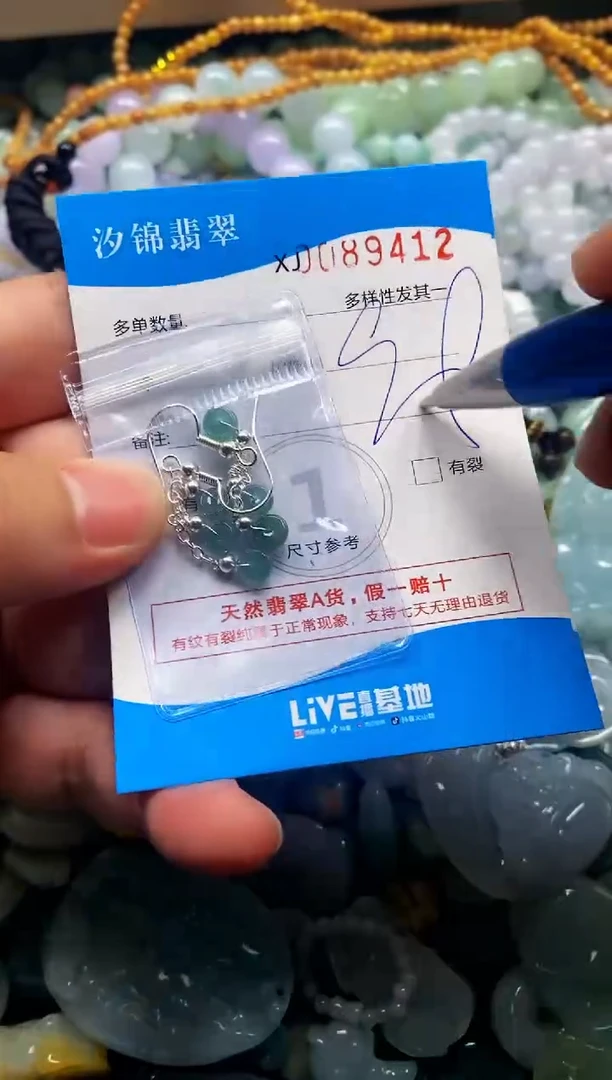 汐锦翡翠
XJ0089412
多单数量
多样性发其一
备注:
有
有裂
1
尺寸参考
天然翡翠A货，假一赔十
有纹有裂纯属于正常现象，支持七天无理由退货
LiVE直播基地